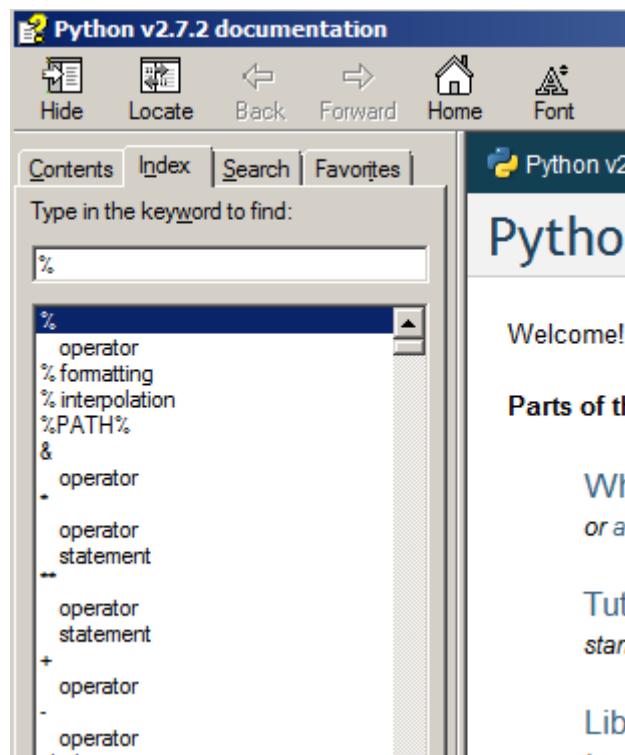 Python v2.7.2 documentation
Hide Locate Back Forward Home Font
Contents Index Search Favorites
Type in the keyword to find:
%
%
operator
% formatting
% interpolation
%PATH%
&
operator
*
operator
statement
**
operator
statement
+
operator
-
operator
Python v2
Pytho
Welcome!
Parts of t
Wh
or a
Tut
star
Lib